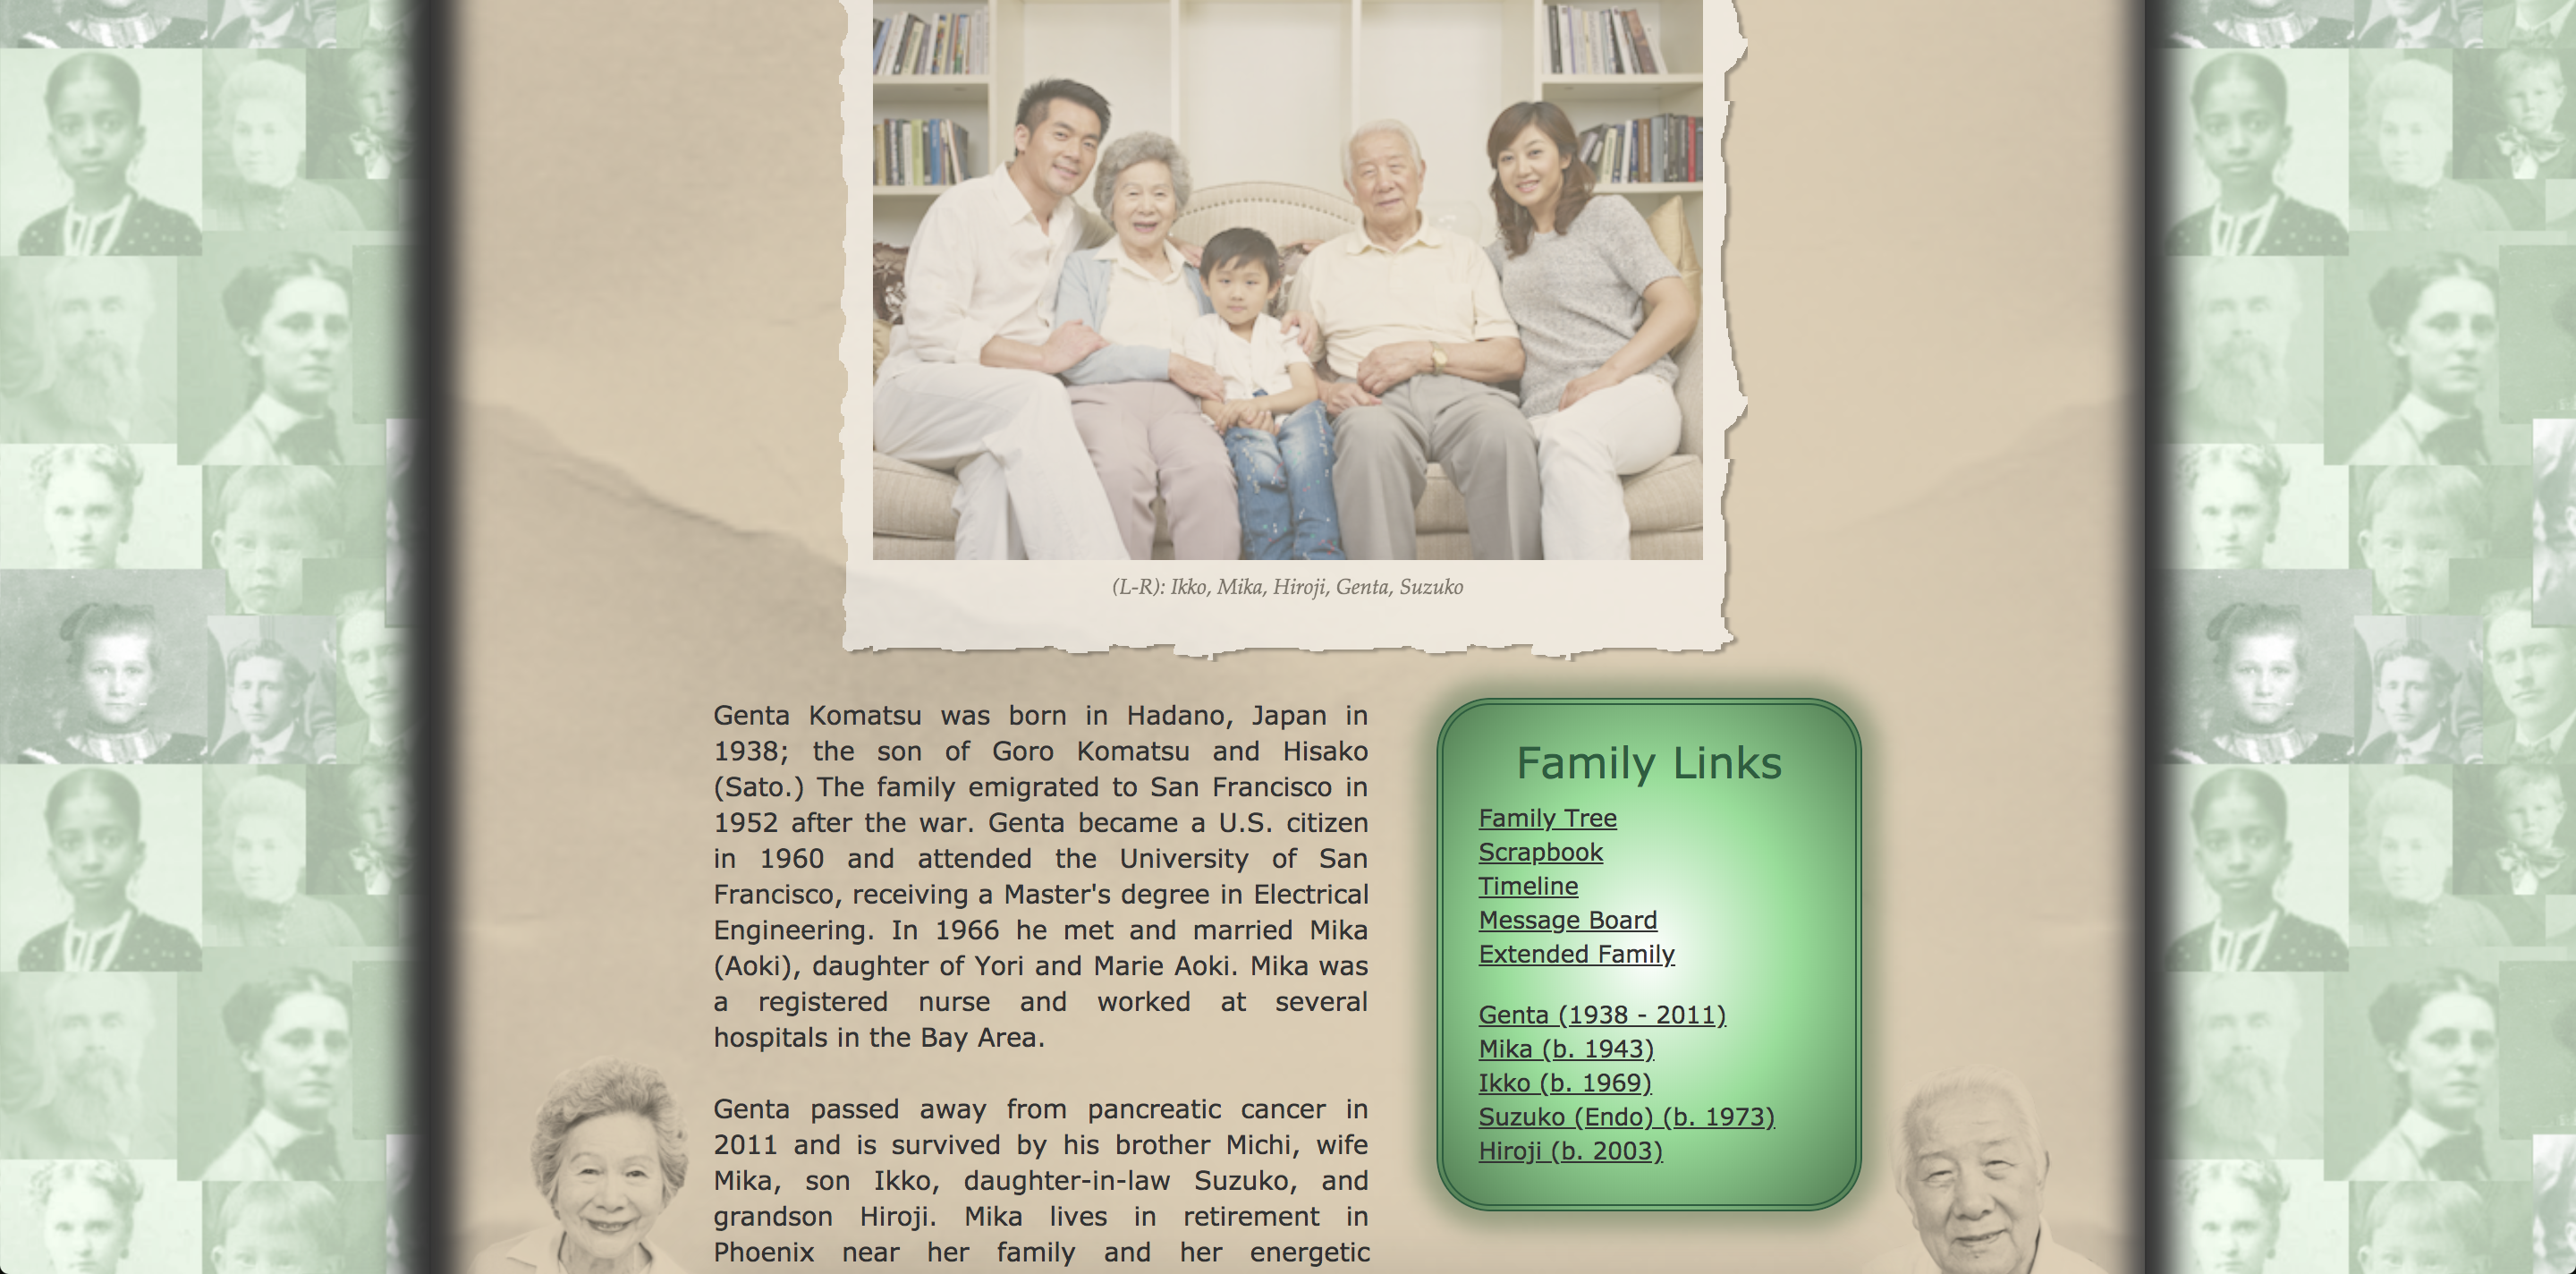 (L-R): Ikko, Mika, Hiroji, Genta, Suzuko
Genta Komatsu was born in Hadano, Japan in
1938; the son of Goro Komatsu and Hisako
(Sato.) The family emigrated to San Francisco in
1952 after the war. Genta became a U.S. citizen
in 1960 and attended the University of San
Francisco, receiving a Master's degree in Electrical
Engineering. In 1966 he met and married Mika
(Aoki), daughter of Yori and Marie Aoki. Mika was
a registered nurse and worked at several
hospitals in the Bay Area.
Genta passed away from pancreatic cancer in
2011 and is survived by his brother Michi, wife
Mika, son Ikko, daughter-in-law Suzuko, and
grandson Hiroji. Mika lives in retirement in
Phoenix near her family and her energetic
Family Links
Family Tree
Scrapbook
Timeline
Message Board
Extended Family
Genta (1938 - 2011)
Mika (b. 1943)
Ikko (b. 1969)
Suzuko (Endo) (b. 1973)
Hiroji (b. 2003)